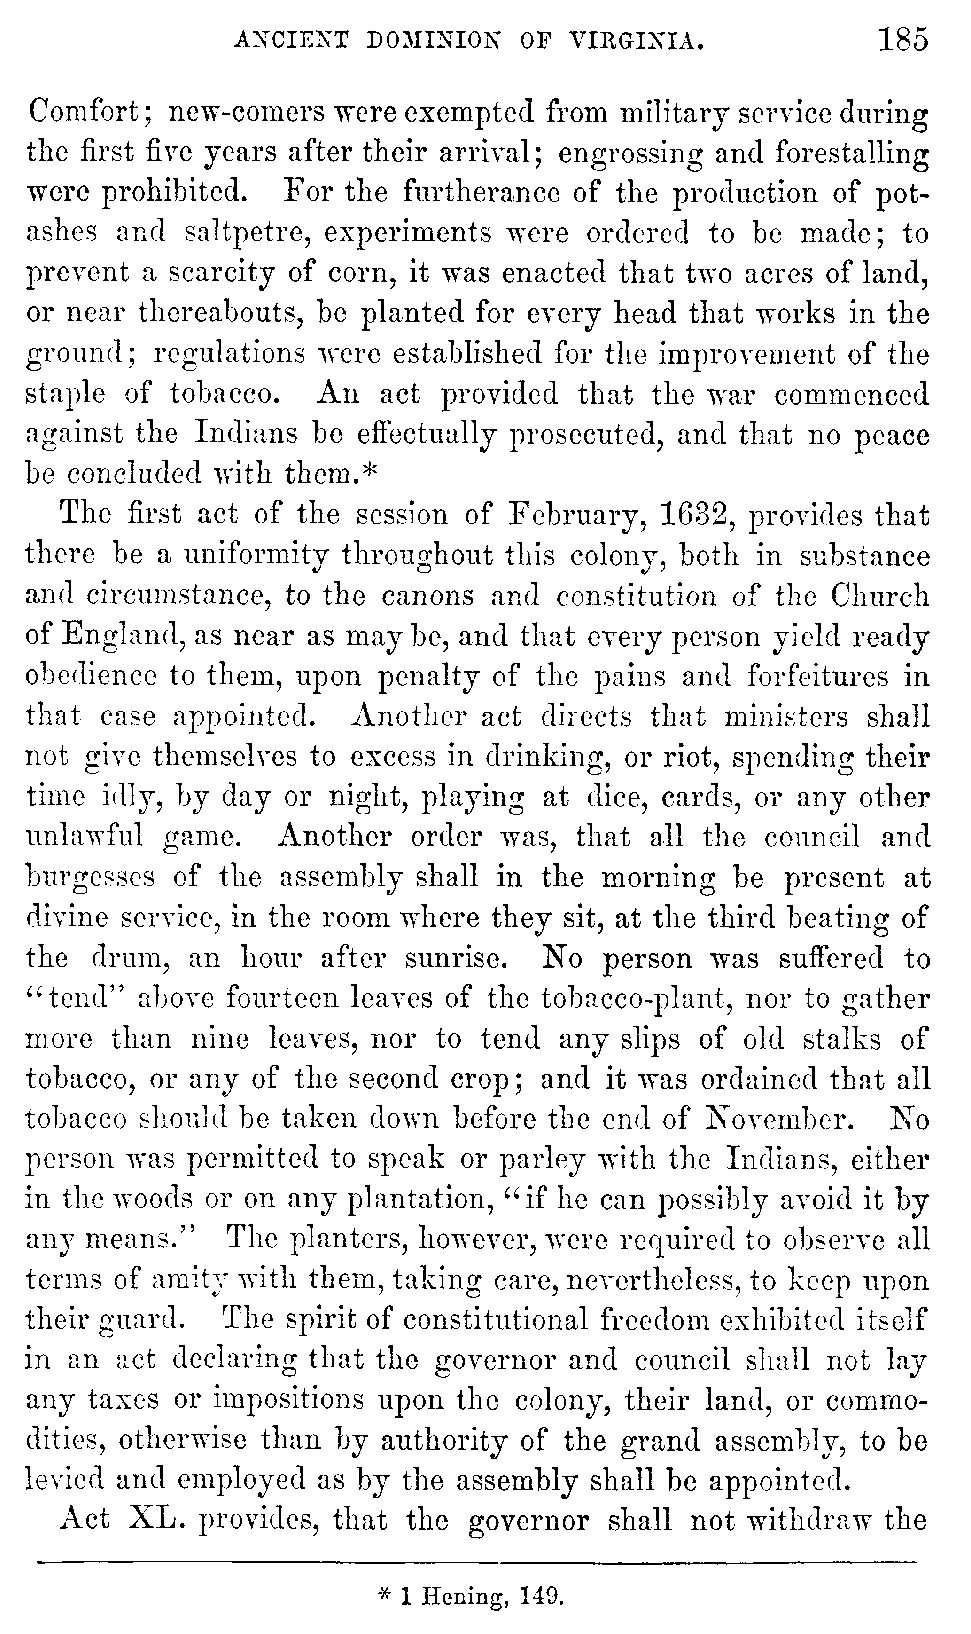 ANCIENT DOMINION OF VIRGINIA. 185
Comfort; new-comers were exempted from military service during
the first five years after their arrival; engrossing and forestalling
were prohibited. For the furtherance of the production of pot-
ashes and saltpetre, experiments were ordered to be made; to
prevent a scarcity of corn, it was enacted that two acres of land,
or near thereabouts, be planted for every head that works in the
ground; regulations were established for the improvement of the
staple of tobacco. An act provided that the war commenced
against the Indians be effectually prosecuted, and that no peace
be concluded with them.*
The first act of the session of February, 1632, provides that
there be a uniformity throughout this colony, both in substance
and circumstance, to the canons and constitution of the Church
of England, as near as may be, and that every person yield ready
obedience to them, upon penalty of the pains and forfeitures in
that case appointed. Another act directs that ministers shall
not give themselves to excess in drinking, or riot, spending their
time idly, by day or night, playing at dice, cards, or any other
unlawful game. Another order was, that all the council and
burgesses of the assembly shall in the morning be present at
divine service, in the room where they sit, at the third beating of
the drum, an hour after sunrise. No person was suffered to
“tend” above fourteen leaves of the tobacco-plant, nor to gather
more than nine leaves, nor to tend any slips of old stalks of
tobacco, or any of the second crop; and it was ordained that all
tobacco should be taken down before the end of November. No
person was permitted to speak or parley with the Indians, either
in the woods or on any plantation, “if he can possibly avoid it by
any means.” The planters, however, were required to observe all
terms of amity with them, taking care, nevertheless, to keep upon
their guard. The spirit of constitutional freedom exhibited itself
in an act declaring that the governor and council shall not lay
any taxes or impositions upon the colony, their land, or commo-
dities, otherwise than by authority of the grand assembly, to be
levied and employed as by the assembly shall be appointed.
Act XL. provides, that the governor shall not withdraw the
* 1 Hening, 149.